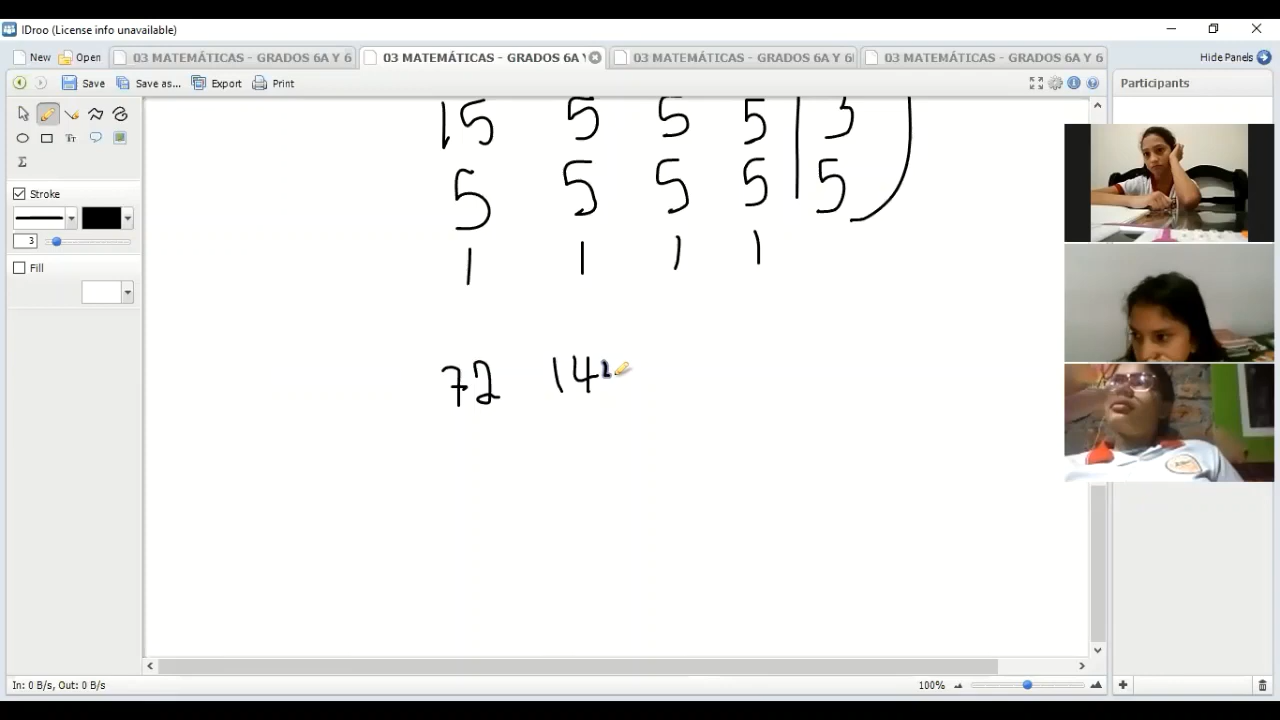 IDroo (License info unavailable)
New Open 03 MATEMÁTICAS - GRADOS 6A Y 6 03 MATEMÁTICAS - GRADOS 6A Y 03 MATEMÁTICAS - GRADOS 6A Y 6 03 MATEMÁTICAS - GRADOS 6A Y 6 Hide Panels
Save Save as... Export Print Participants
15 5 5 5 3
5 5 5 5 5
1 1 1 1
72 14
Tr
Σ
Stroke
3
Fill
In: 0 B/s, Out: 0 B/s 100%